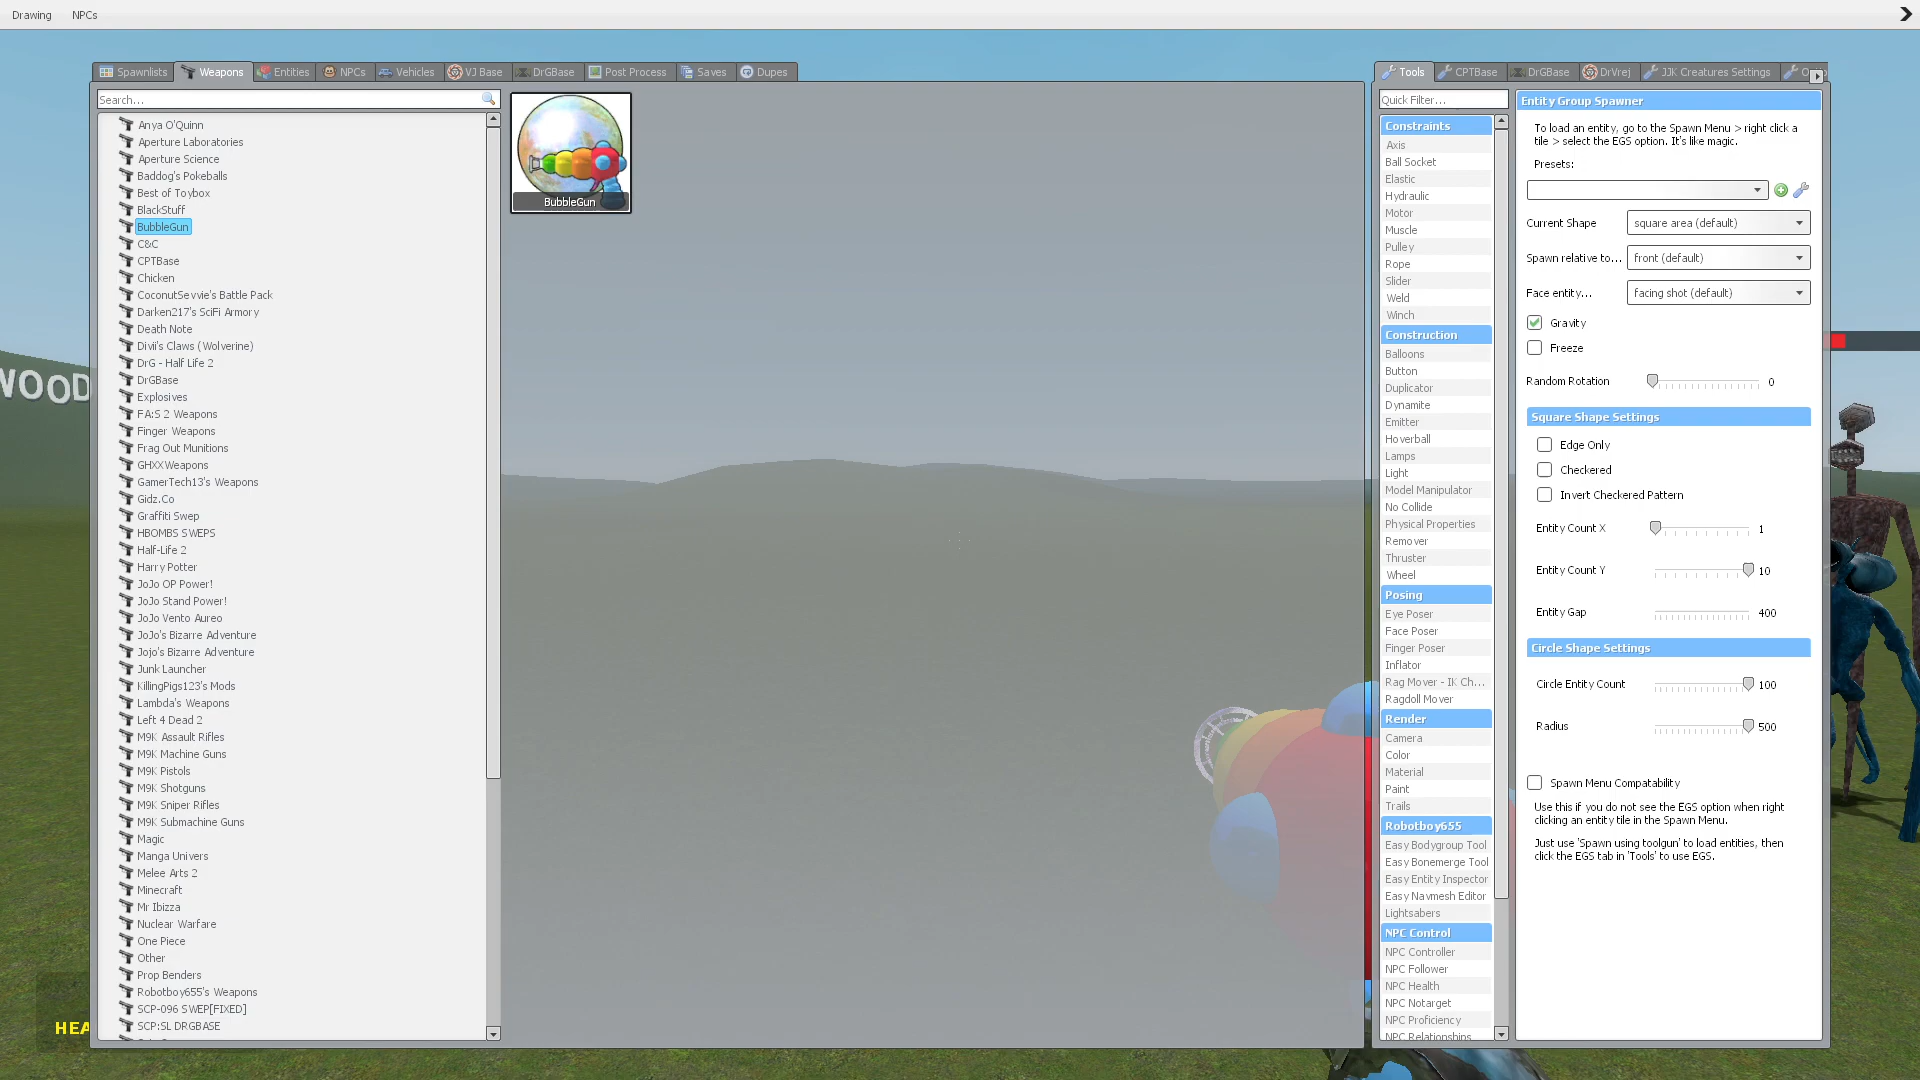 Drawing NPCs
WOOD
Spawnlists Weapons Entities NPCs Vehicles VJ Base DrGBase Post Process Saves Dupes
Search...
Anya O'Quinn
Aperture Laboratories
Aperture Science
Baddog's Pokeballs
Best of Toybox
BlackStuff
BubbleGun
C&C
CPTBase
Chicken
CoconutSevvie's Battle Pack
Darken217's SciFi Armory
Death Note
Divii's Claws (Wolverine)
DrG - Half Life 2
DrGBase
Explosives
FA:S 2 Weapons
Finger Weapons
Frag Out Munitions
GHXXWeapons
GamerTech13's Weapons
Gidz.Co
Graffiti Swep
HBOMBS SWEPS
Half-Life 2
Harry Potter
JoJo OP Power!
JoJo Stand Power!
JoJo Vento Aureo
JoJo's Bizarre Adventure
Jojo's Bizarre Adventure
Junk Launcher
KillingPigs123's Mods
Lambda's Weapons
Left 4 Dead 2
M9K Assault Rifles
M9K Machine Guns
M9K Pistols
M9K Shotguns
M9K Sniper Rifles
M9K Submachine Guns
Magic
Manga Univers
Melee Arts 2
Minecraft
Mr Ibizza
Nuclear Warfare
One Piece
Other
Prop Benders
Robotboy655's Weapons
SCP-096 SWEP[FIXED]
SCP:SL DRGBASE
HEA
BubbleGun
Tools CPTBase DrGBase DrVrej JJK Creatures Settings
Quick Filter...
Constraints
Axis
Ball Socket
Elastic
Hydraulic
Motor
Muscle
Pulley
Rope
Slider
Weld
Winch
Construction
Balloons
Button
Duplicator
Dynamite
Emitter
Hoverball
Lamps
Light
Model Manipulator
No Collide
Physical Properties
Remover
Thruster
Wheel
Posing
Eye Poser
Face Poser
Finger Poser
Inflator
Rag Mover - IK Ch...
Ragdoll Mover
Render
Camera
Color
Material
Paint
Trails
Robotboy655
Easy Bodygroup Tool
Easy Bonemerge Tool
Easy Entity Inspector
Easy Navmesh Editor
Lightsabers
NPC Control
NPC Controller
NPC Follower
NPC Health
NPC Notarget
NPC Proficiency
NPC Relationships
Entity Group Spawner
To load an entity, go to the Spawn Menu > right click a
tile > select the EGS option. It's like magic.
Presets:
Current Shape square area (default)
Spawn relative to... front (default)
Face entity... facing shot (default)
Gravity
Freeze
Random Rotation 0
Square Shape Settings
Edge Only
Checkered
Invert Checkered Pattern
Entity Count X 1
Entity Count Y 10
Entity Gap 400
Circle Shape Settings
Circle Entity Count 100
Radius 500
Spawn Menu Compatability
Use this if you do not see the EGS option when right
clicking an entity tile in the Spawn Menu.
Just use 'Spawn using toolgun' to load entities, then
click the EGS tab in 'Tools' to use EGS.